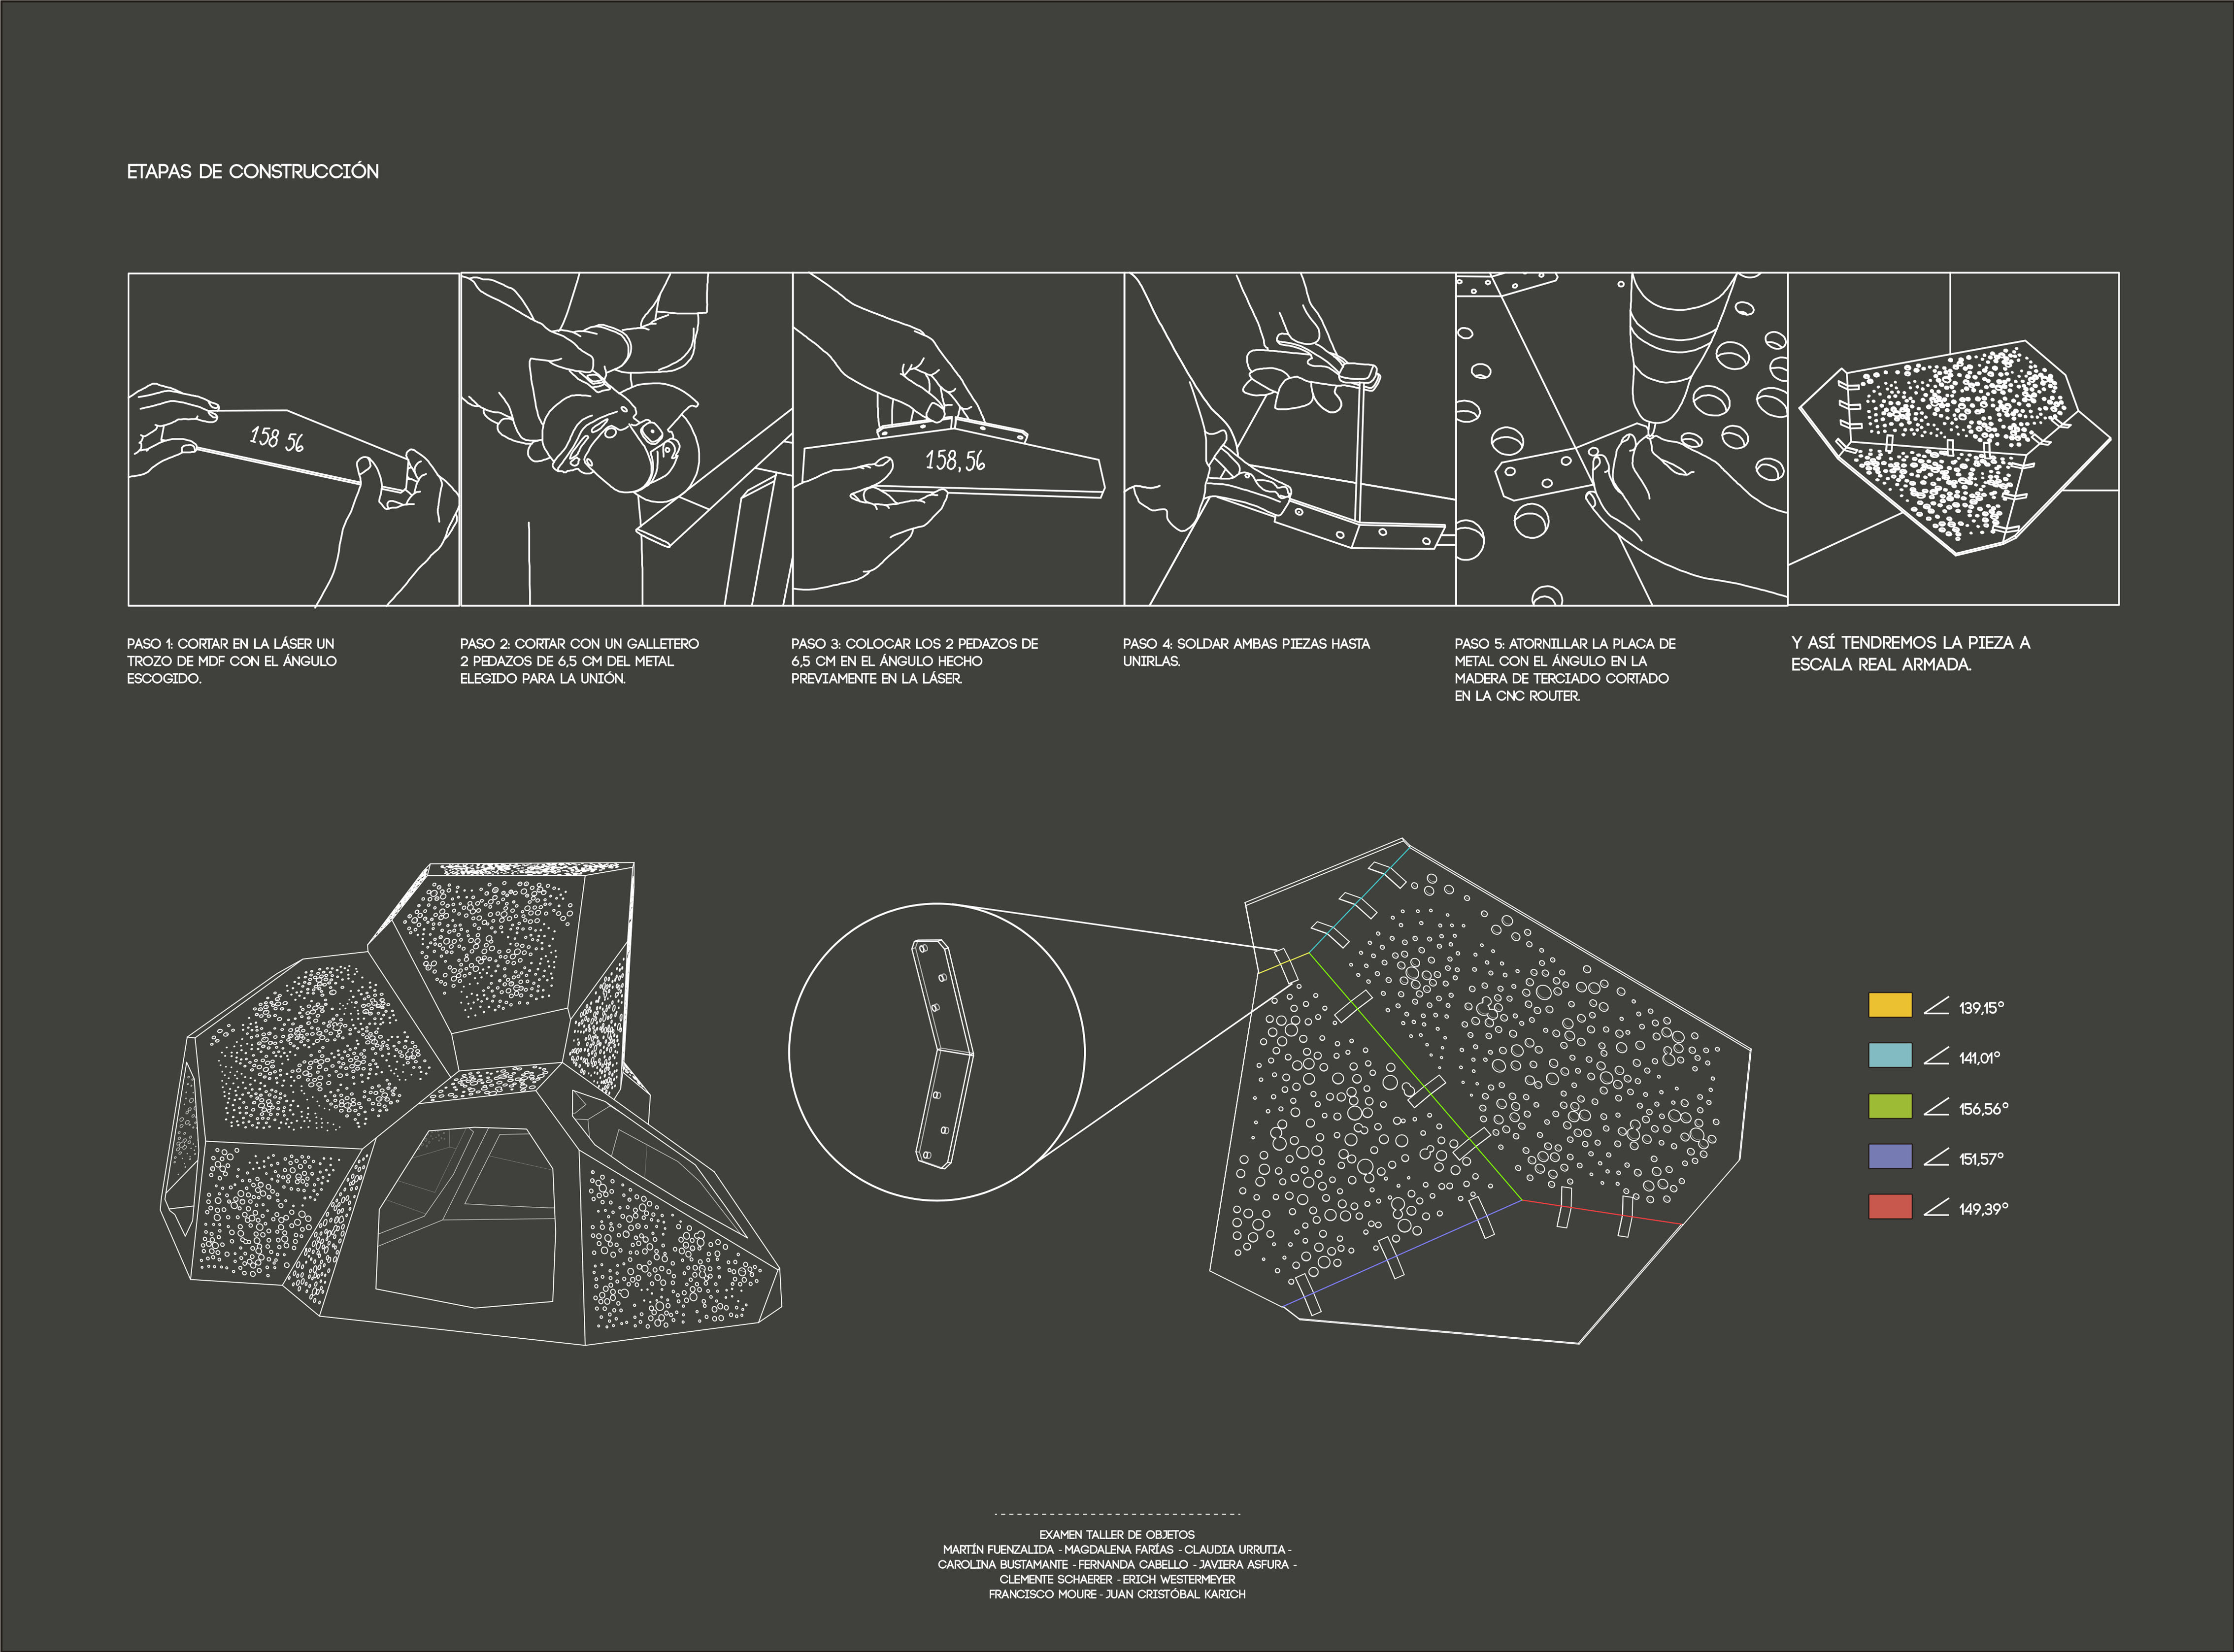 ETAPAS DE CONSTRUCCIÓN
158 56
158,56
PASO 1: CORTAR EN LA LÁSER UN
TROZO DE MDF CON EL ÁNGULO
ESCOGIDO.
PASO 2: CORTAR CON UN GALLETERO
2 PEDAZOS DE 6,5 CM DEL METAL
ELEGIDO PARA LA UNIÓN.
PASO 3: COLOCAR LOS 2 PEDAZOS DE
6,5 CM EN EL ÁNGULO HECHO
PREVIAMENTE EN LA LÁSER.
PASO 4: SOLDAR AMBAS PIEZAS HASTA
UNIRLAS.
PASO 5: ATORNILLAR LA PLACA DE
METAL CON EL ÁNGULO EN LA
MADERA DE TERCIADO CORTADO
EN LA CNC ROUTER.
Y ASÍ TENDREMOS LA PIEZA A
ESCALA REAL ARMADA.
139,15°
141,01°
156,56°
151,57°
149,39°
EXAMEN TALLER DE OBJETOS
MARTÍN FUENZALIDA - MAGDALENA FARÍAS - CLAUDIA URRUTIA -
CAROLINA BUSTAMANTE - FERNANDA CABELLO - JAVIERA ASFURA -
CLEMENTE SCHAERER - ERICH WESTERMEYER
FRANCISCO MOURE - JUAN CRISTÓBAL KARICH